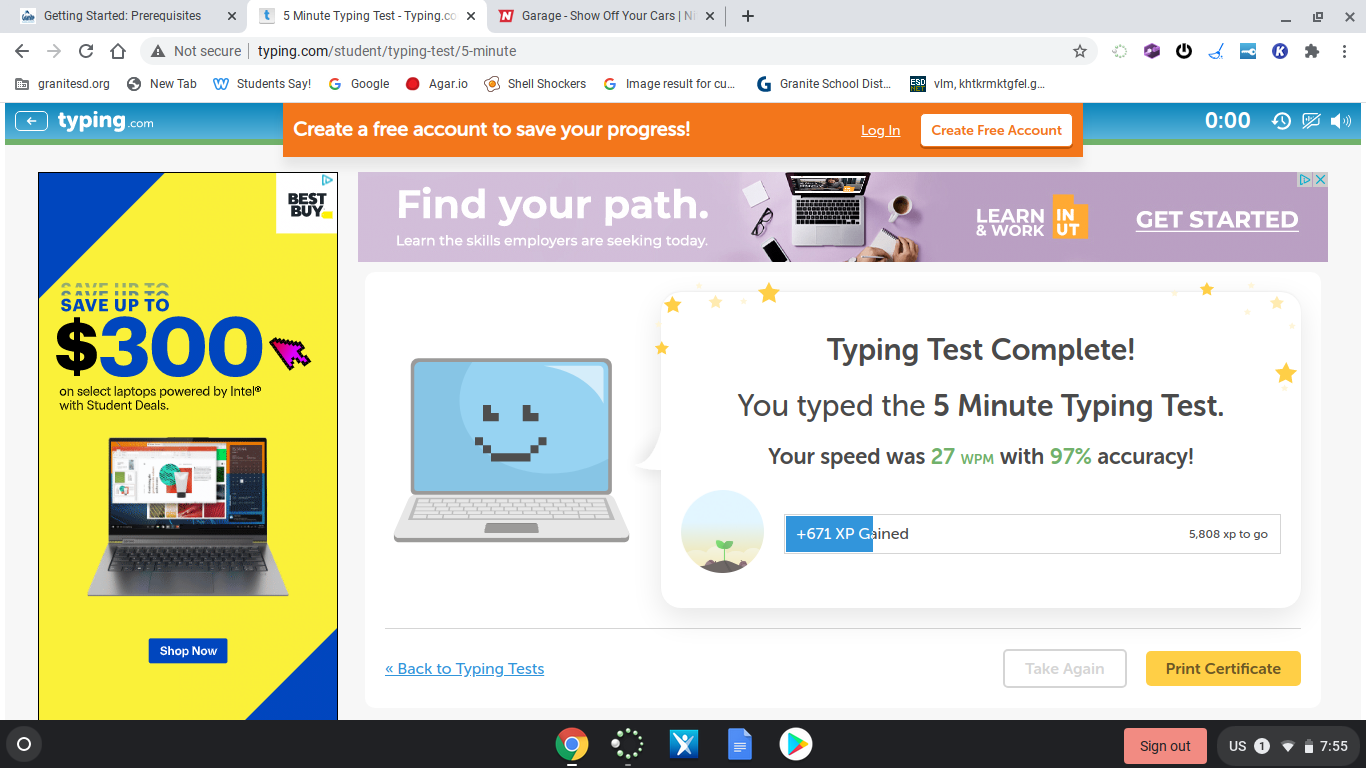 Getting Started: Prerequisites
5 Minute Typing Test - Typing.co
Garage - Show Off Your Cars | Ni
Not secure | typing.com/student/typing-test/5-minute
granitesd.org
New Tab
Students Say!
Google
Agar.io
Shell Shockers
Image result for cu...
Granite School Dist...
vlm, khtkrmktgfel.g...
typing.com
Create a free account to save your progress!
Log In
Create Free Account
0:00
BEST
BUY
SAVE UP TO
SAVE UP TO
$300
on select laptops powered by Intel®
with Student Deals.
Shop Now
Find your path.
Learn the skills employers are seeking today.
LEARN
& WORK
IN
UT
GET STARTED
Typing Test Complete!
You typed the 5 Minute Typing Test.
Your speed was 27 WPM with 97% accuracy!
+671 XP Gained
5,808 xp to go
« Back to Typing Tests
Take Again
Print Certificate
Sign out
US 1 7:55